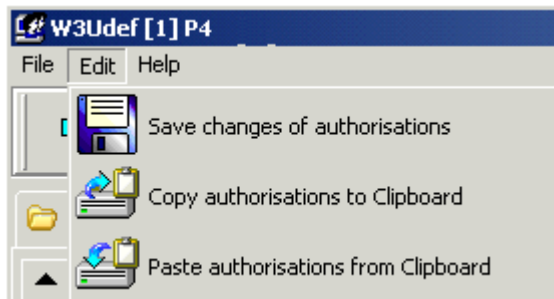 W3Udef [1] P4
File Edit Help
Save changes of authorisations
Copy authorisations to Clipboard
Paste authorisations from Clipboard